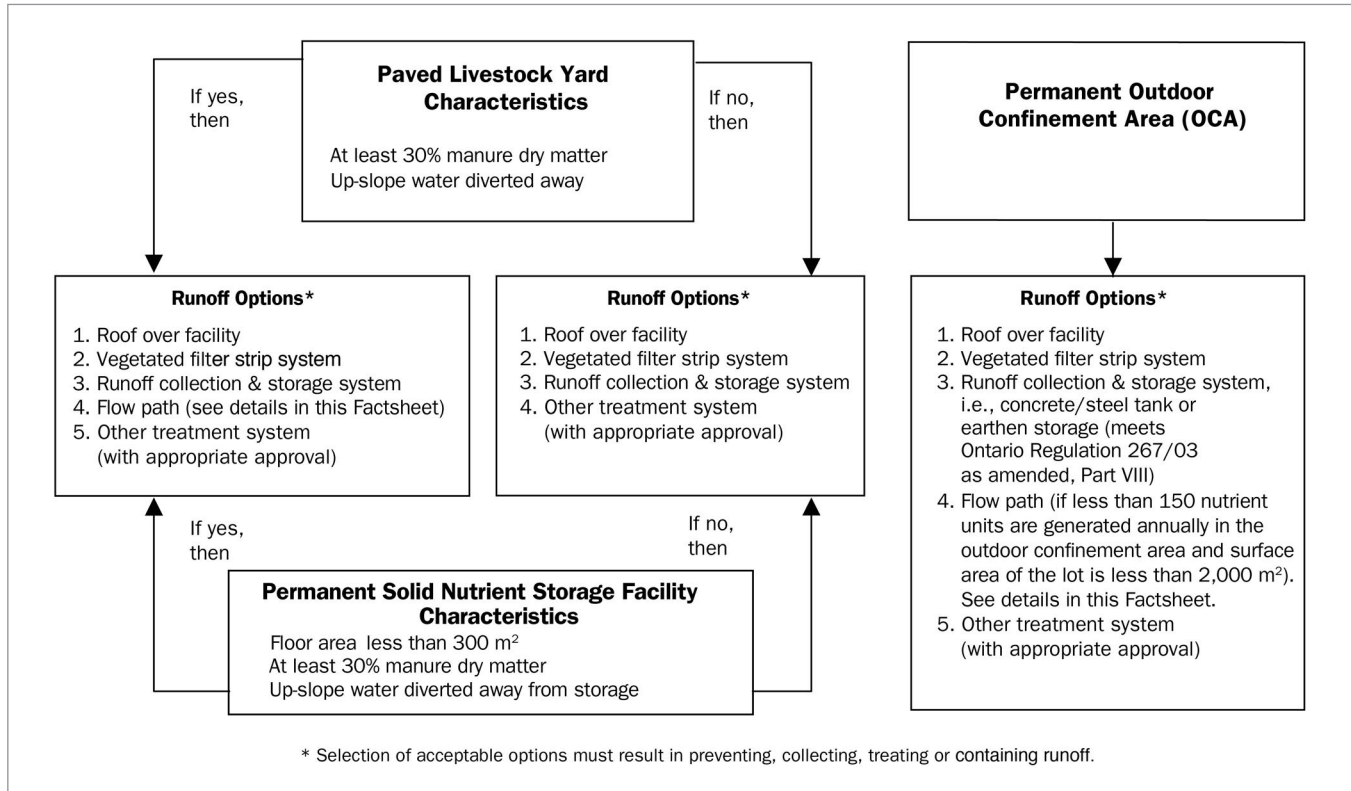 Paved Livestock Yard
Characteristics
At least 30% manure dry matter
Up-slope water diverted away
If yes,
then
If no,
then
Permanent Outdoor
Confinement Area (OCA)
Runoff Options*
1. Roof over facility
2. Vegetated filter strip system
3. Runoff collection & storage system
4. Flow path (see details in this Factsheet)
5. Other treatment system
(with appropriate approval)
Runoff Options*
1. Roof over facility
2. Vegetated filter strip system
3. Runoff collection & storage system
4. Other treatment system
(with appropriate approval)
Runoff Options*
1. Roof over facility
2. Vegetated filter strip system
3. Runoff collection & storage system,
i.e., concrete/steel tank or
earthen storage (meets
Ontario Regulation 267/03
as amended, Part VIII)
4. Flow path (if less than 150 nutrient
units are generated annually in the
outdoor confinement area and surface
area of the lot is less than 2,000 m²).
See details in this Factsheet.
5. Other treatment system
(with appropriate approval)
If yes,
then
If no,
then
Permanent Solid Nutrient Storage Facility
Characteristics
Floor area less than 300 m²
At least 30% manure dry matter
Up-slope water diverted away from storage
* Selection of acceptable options must result in preventing, collecting, treating or containing runoff.